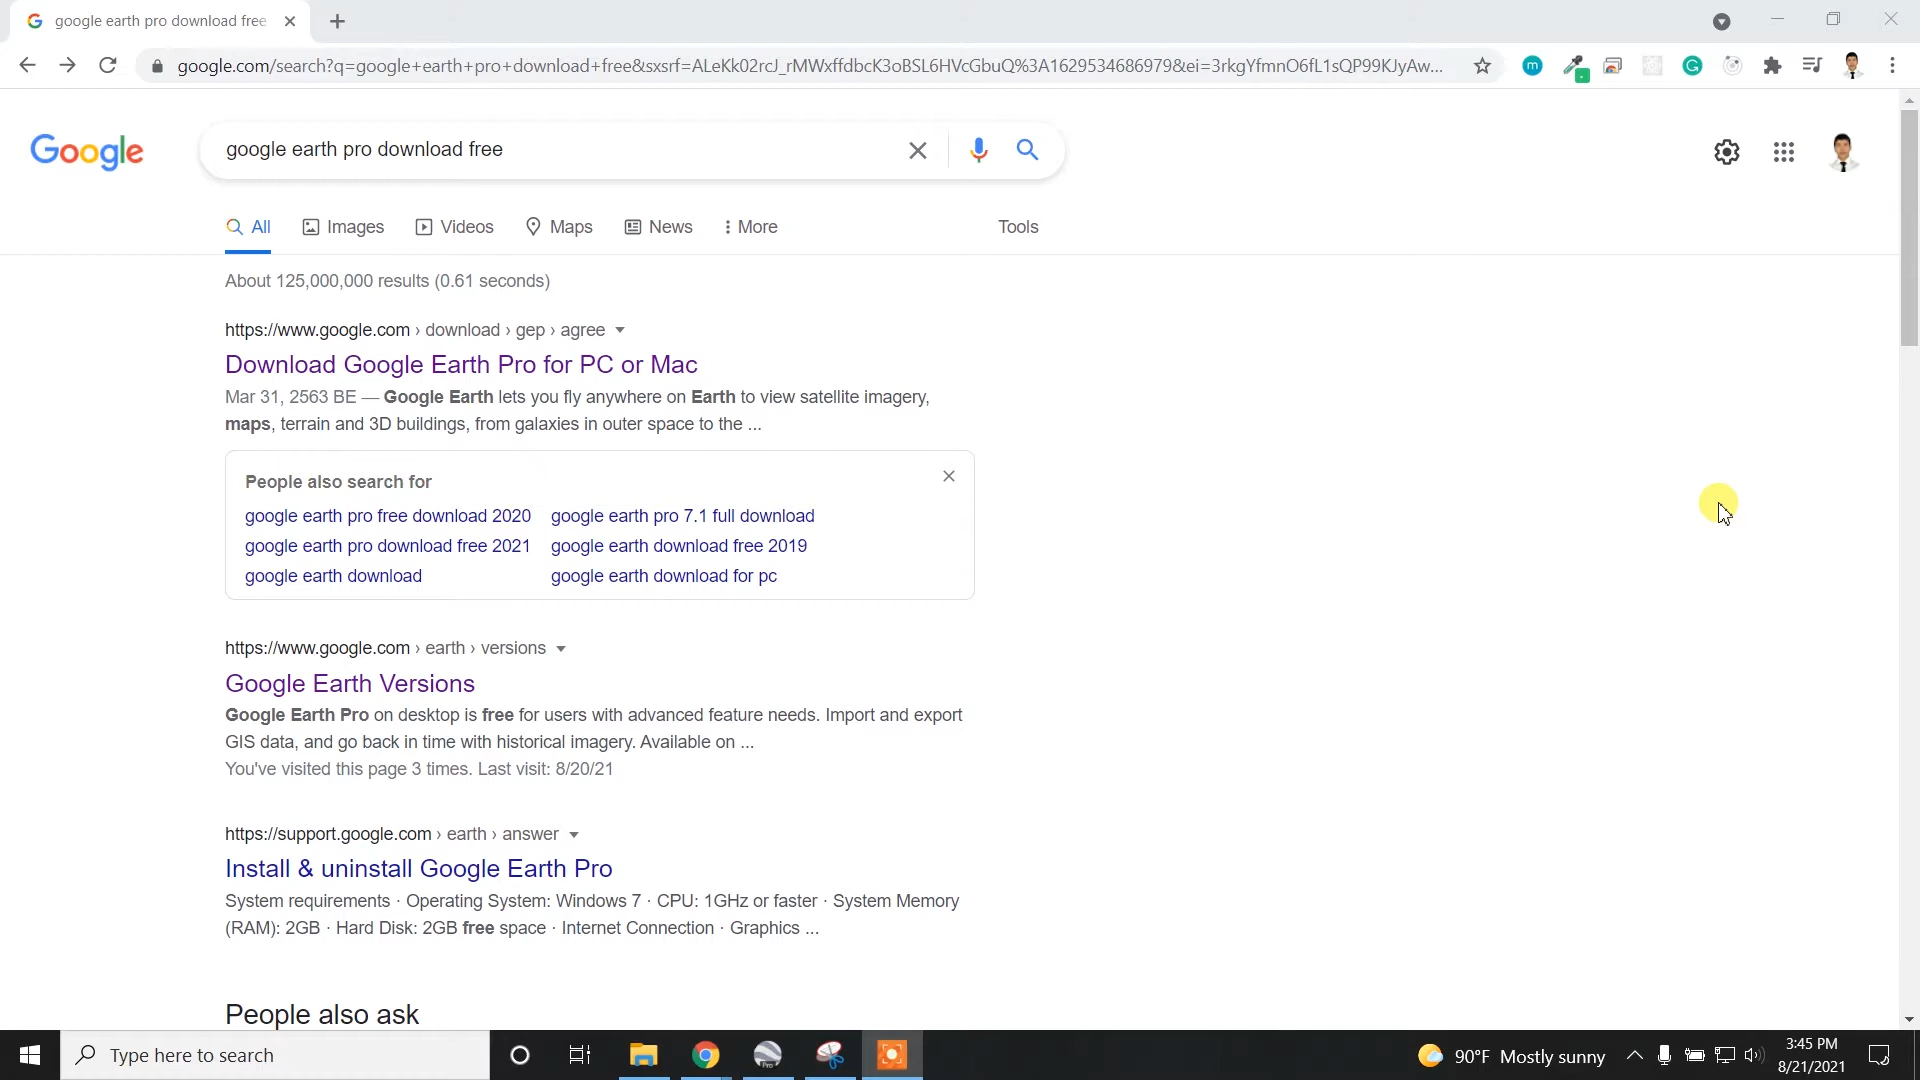 google earth pro download free
google.com/search?q=google+earth+pro+download+free&sxsrf=ALeKk02rcJ_rMWxffdbcK3oBSL6HVcGbuQ%3A1629534686979&ei=3rkgYfmnO6fL1sQP99KJyAw...
Google
google earth pro download free
All Images Videos Maps News More Tools
About 125,000,000 results (0.61 seconds)
https://www.google.com › download › gep › agree
Download Google Earth Pro for PC or Mac
Mar 31, 2563 BE — Google Earth lets you fly anywhere on Earth to view satellite imagery,
maps, terrain and 3D buildings, from galaxies in outer space to the ...
People also search for
google earth pro free download 2020 google earth pro 7.1 full download
google earth pro download free 2021 google earth download free 2019
google earth download google earth download for pc
https://www.google.com › earth › versions
Google Earth Versions
Google Earth Pro on desktop is free for users with advanced feature needs. Import and export
GIS data, and go back in time with historical imagery. Available on ...
You've visited this page 3 times. Last visit: 8/20/21
https://support.google.com › earth › answer
Install & uninstall Google Earth Pro
System requirements · Operating System: Windows 7 · CPU: 1GHz or faster · System Memory
(RAM): 2GB · Hard Disk: 2GB free space · Internet Connection · Graphics ...
People also ask
Type here to search
90°F Mostly sunny
3:45 PM
8/21/2021